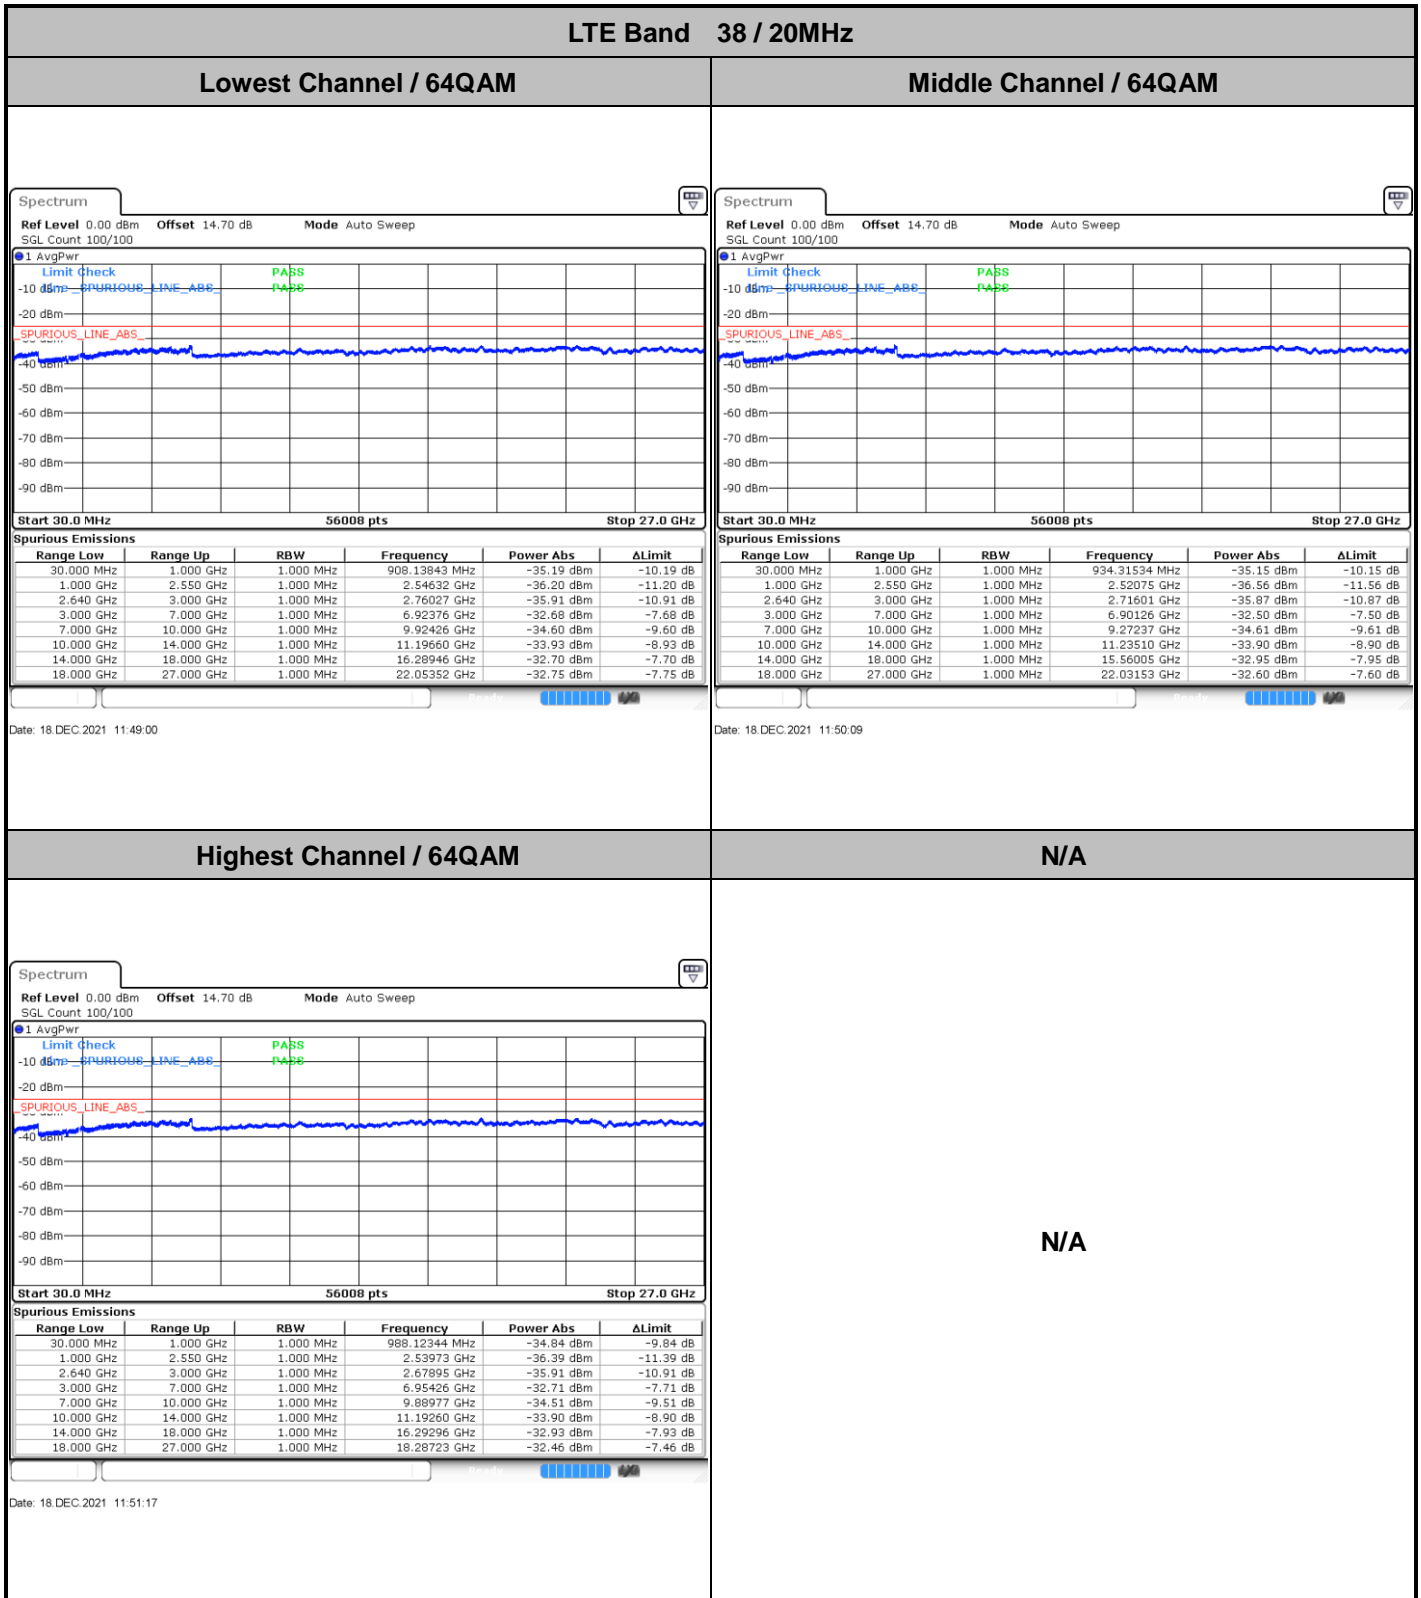 LTE Band 38 / 20MHz
Lowest Channel / 64QAM
Middle Channel / 64QAM
Spectrum
Ref Level 0.00 dBm Offset 14.70 dB Mode Auto Sweep
SGL Count 100/100
1 AvgPwr
Limit Check PASS
Line _SPURIOUS_LINE_ABS_ PASS
-10 dBm
-20 dBm
_SPURIOUS_LINE_ABS_
-40 dBm
-50 dBm
-60 dBm
-70 dBm
-80 dBm
-90 dBm
Start 30.0 MHz 56008 pts Stop 27.0 GHz
Spurious Emissions
Range Low Range Up RBW Frequency Power Abs ΔLimit
30.000 MHz 1.000 GHz 1.000 MHz 908.13843 MHz -35.19 dBm -10.19 dB
1.000 GHz 2.550 GHz 1.000 MHz 2.54632 GHz -36.20 dBm -11.20 dB
2.640 GHz 3.000 GHz 1.000 MHz 2.76027 GHz -35.91 dBm -10.91 dB
3.000 GHz 7.000 GHz 1.000 MHz 6.92376 GHz -32.68 dBm -7.68 dB
7.000 GHz 10.000 GHz 1.000 MHz 9.92426 GHz -34.60 dBm -9.60 dB
10.000 GHz 14.000 GHz 1.000 MHz 11.19660 GHz -33.93 dBm -8.93 dB
14.000 GHz 18.000 GHz 1.000 MHz 16.28946 GHz -32.70 dBm -7.70 dB
18.000 GHz 27.000 GHz 1.000 MHz 22.05352 GHz -32.75 dBm -7.75 dB
Date: 18.DEC.2021 11:49:00
Spectrum
Ref Level 0.00 dBm Offset 14.70 dB Mode Auto Sweep
SGL Count 100/100
1 AvgPwr
Limit Check PASS
Line _SPURIOUS_LINE_ABS_ PASS
-10 dBm
-20 dBm
_SPURIOUS_LINE_ABS_
-40 dBm
-50 dBm
-60 dBm
-70 dBm
-80 dBm
-90 dBm
Start 30.0 MHz 56008 pts Stop 27.0 GHz
Spurious Emissions
Range Low Range Up RBW Frequency Power Abs ΔLimit
30.000 MHz 1.000 GHz 1.000 MHz 934.31534 MHz -35.15 dBm -10.15 dB
1.000 GHz 2.550 GHz 1.000 MHz 2.52075 GHz -36.56 dBm -11.56 dB
2.640 GHz 3.000 GHz 1.000 MHz 2.71601 GHz -35.87 dBm -10.87 dB
3.000 GHz 7.000 GHz 1.000 MHz 6.90126 GHz -32.50 dBm -7.50 dB
7.000 GHz 10.000 GHz 1.000 MHz 9.27237 GHz -34.61 dBm -9.61 dB
10.000 GHz 14.000 GHz 1.000 MHz 11.23510 GHz -33.90 dBm -8.90 dB
14.000 GHz 18.000 GHz 1.000 MHz 15.56005 GHz -32.95 dBm -7.95 dB
18.000 GHz 27.000 GHz 1.000 MHz 22.03153 GHz -32.60 dBm -7.60 dB
Date: 18.DEC.2021 11:50:09
Highest Channel / 64QAM
N/A
Spectrum
Ref Level 0.00 dBm Offset 14.70 dB Mode Auto Sweep
SGL Count 100/100
1 AvgPwr
Limit Check PASS
Line _SPURIOUS_LINE_ABS_ PASS
-10 dBm
-20 dBm
_SPURIOUS_LINE_ABS_
-40 dBm
-50 dBm
-60 dBm
-70 dBm
-80 dBm
-90 dBm
Start 30.0 MHz 56008 pts Stop 27.0 GHz
Spurious Emissions
Range Low Range Up RBW Frequency Power Abs ΔLimit
30.000 MHz 1.000 GHz 1.000 MHz 988.12344 MHz -34.84 dBm -9.84 dB
1.000 GHz 2.550 GHz 1.000 MHz 2.53973 GHz -36.39 dBm -11.39 dB
2.640 GHz 3.000 GHz 1.000 MHz 2.67895 GHz -35.91 dBm -10.91 dB
3.000 GHz 7.000 GHz 1.000 MHz 6.95426 GHz -32.71 dBm -7.71 dB
7.000 GHz 10.000 GHz 1.000 MHz 9.88977 GHz -34.51 dBm -9.51 dB
10.000 GHz 14.000 GHz 1.000 MHz 11.19260 GHz -33.90 dBm -8.90 dB
14.000 GHz 18.000 GHz 1.000 MHz 16.29296 GHz -32.93 dBm -7.93 dB
18.000 GHz 27.000 GHz 1.000 MHz 18.28723 GHz -32.46 dBm -7.46 dB
Date: 18.DEC.2021 11:51:17
N/A